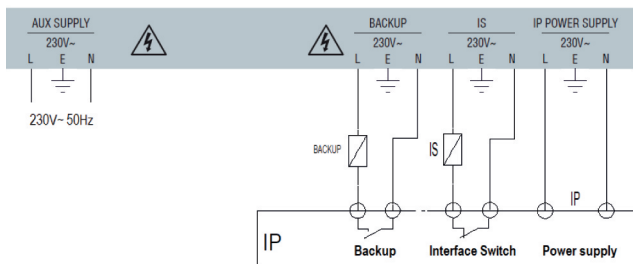 AUX SUPPLY BACKUP IS IP POWER SUPPLY
230V~ 230V~ 230V~ 230V~
L E N L E N L E N L E N
230V~ 50Hz
BACKUP IS
IP
IP Backup Interface Switch Power supply